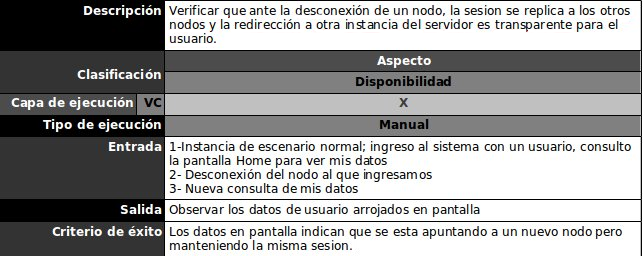 Descripción Verificar que ante la desconexión de un nodo, la sesion se replica a los otros
nodos y la redirección a otra instancia del servidor es transparente para el
usuario.
Clasificación Aspecto
Disponibilidad
Capa de ejecución VC X
Tipo de ejecución Manual
Entrada 1-Instancia de escenario normal; ingreso al sistema con un usuario, consulto
la pantalla Home para ver mis datos
2- Desconexión del nodo al que ingresamos
3- Nueva consulta de mis datos
Salida Observar los datos de usuario arrojados en pantalla
Criterio de éxito Los datos en pantalla indican que se esta apuntando a un nuevo nodo pero
manteniendo la misma sesion.